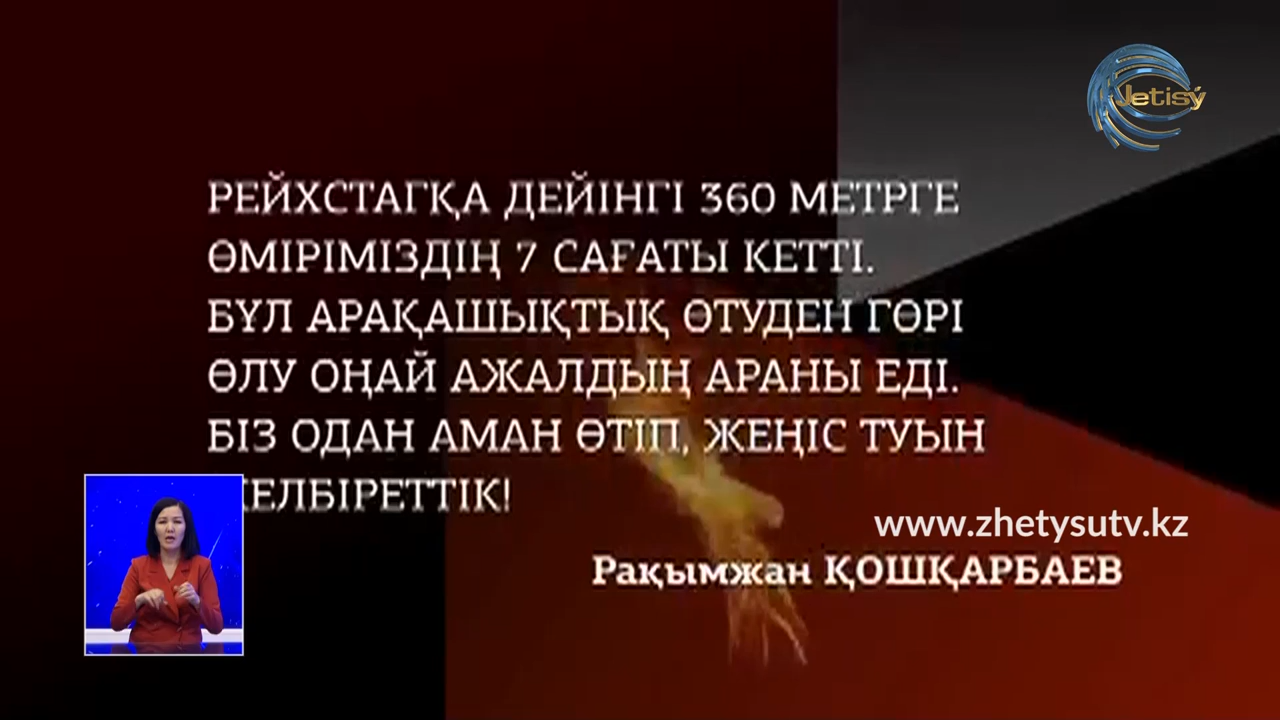 Jetisý
РЕЙХСТАГҚА ДЕЙІНГІ 360 МЕТРГЕ
ӨМІРІМІЗДІҢ 7 САҒАТЫ КЕТТІ.
БҰЛ АРАҚАШЫҚТЫҚ ӨТУДЕН ГӨРІ
ӨЛУ ОҢАЙ АЖАЛДЫҢ АРАНЫ ЕДІ.
БІЗ ОДАН АМАН ӨТІП, ЖЕҢІС ТУЫН
ЕЛБІРЕТТІК!
www.zhetysutv.kz
Рақымжан ҚОШҚАРБАЕВ